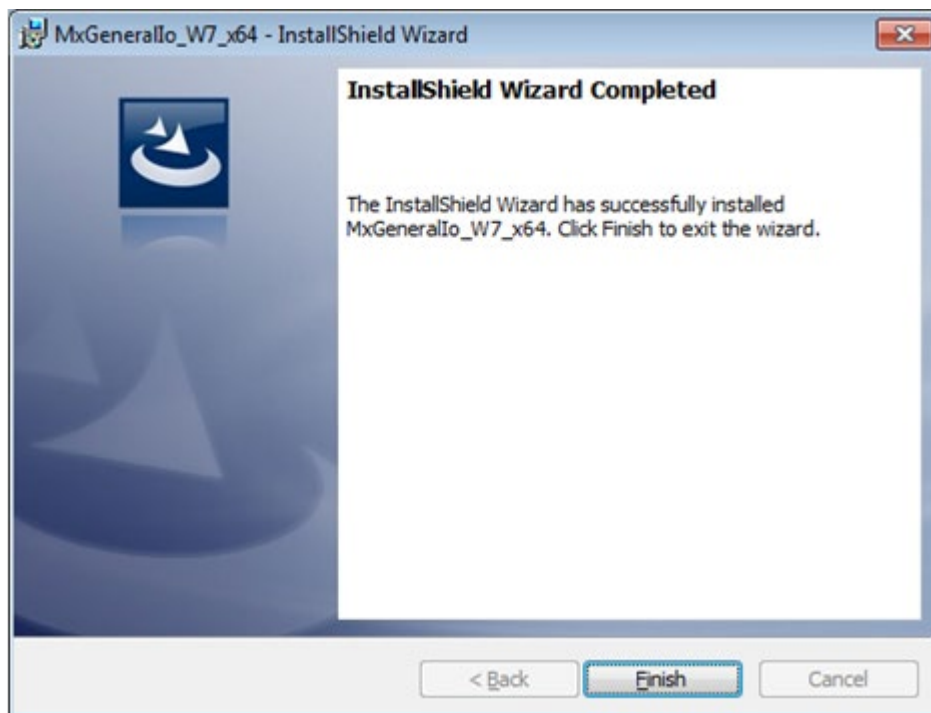 MxGeneralIo_W7_x64 - InstallShield Wizard
InstallShield Wizard Completed
The InstallShield Wizard has successfully installed
MxGeneralIo_W7_x64. Click Finish to exit the wizard.
< Back
Finish
Cancel